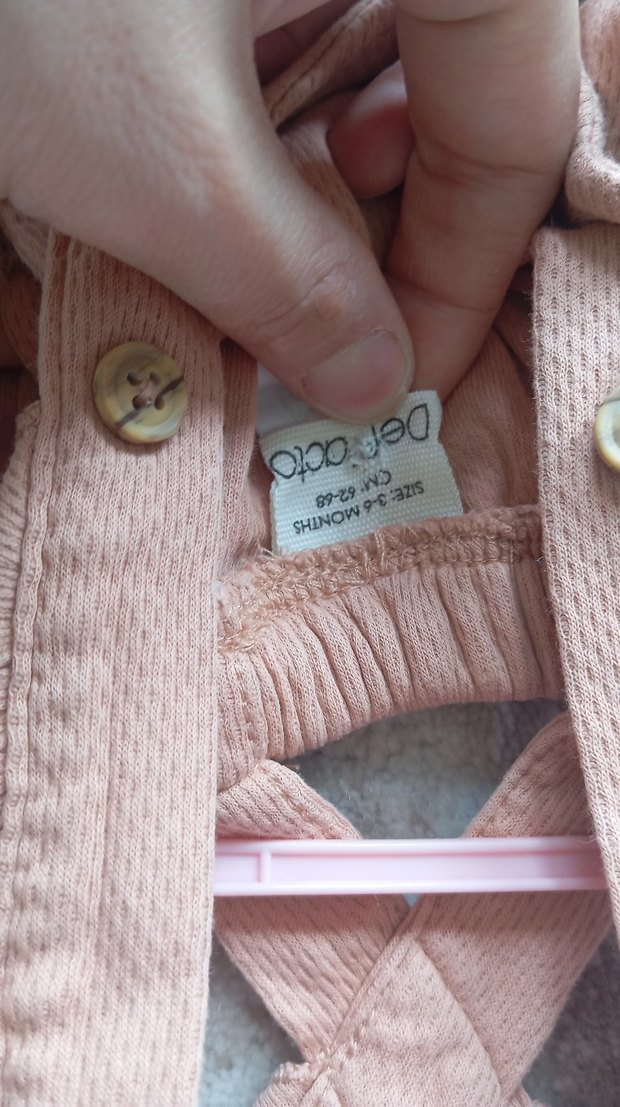 DeFacto
SIZE: 3-6 MONTHS
CM: 62-68